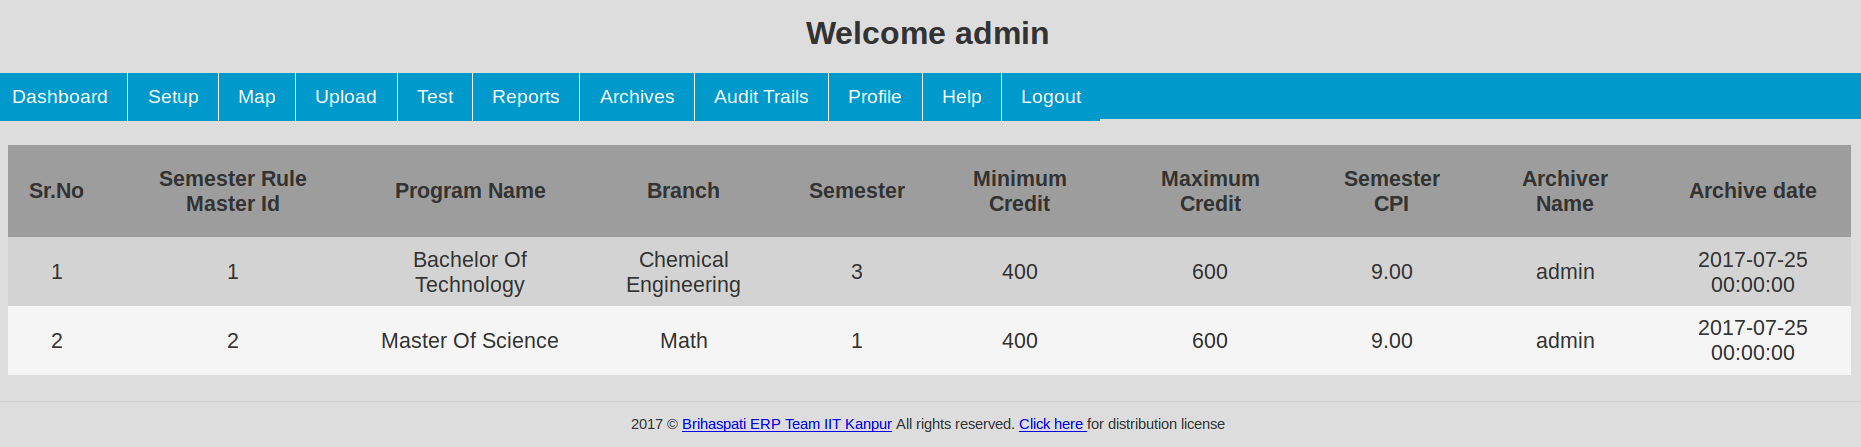 Welcome admin
Dashboard Setup Map Upload Test Reports Archives Audit Trails Profile Help Logout
Sr.No Semester Rule Master Id Program Name Branch Semester Minimum Credit Maximum Credit Semester CPI Archiver Name Archive date
1 1 Bachelor Of Technology Chemical Engineering 3 400 600 9.00 admin 2017-07-25 00:00:00
2 2 Master Of Science Math 1 400 600 9.00 admin 2017-07-25 00:00:00
2017 © Brihaspati ERP Team IIT Kanpur All rights reserved. Click here for distribution license